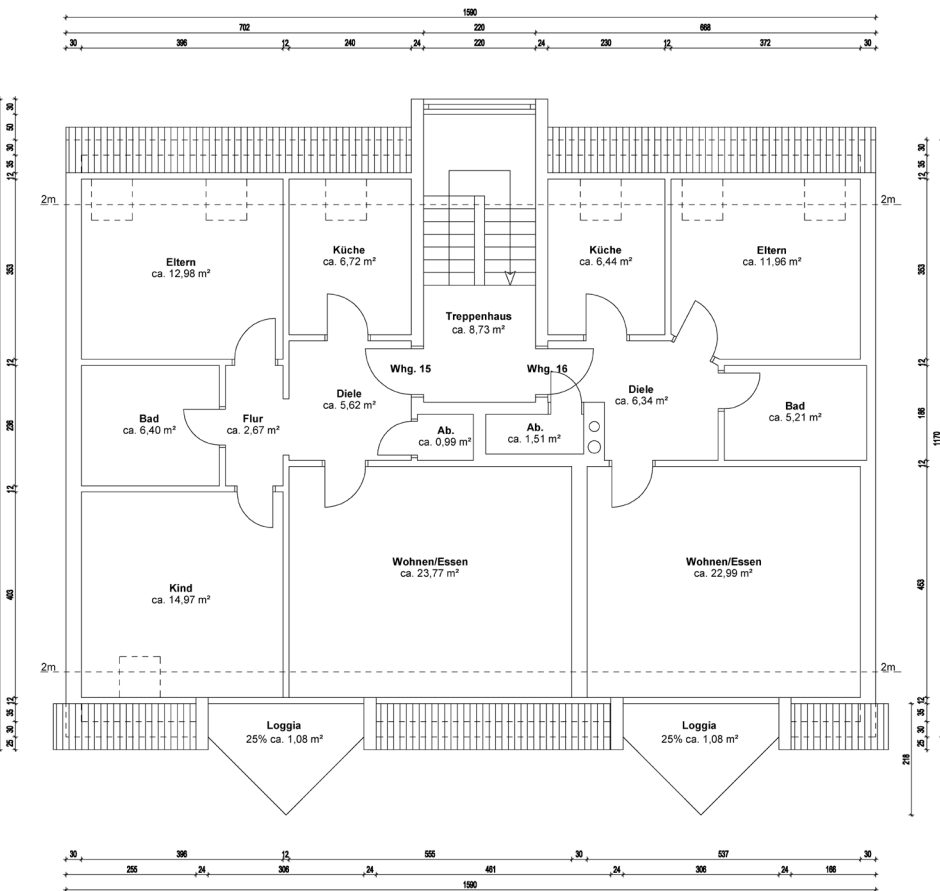 1590
702 220 668
30 396 12 240 24 220 24 230 12 372 30
30
50
30
35
12
30
35
12
2m
2m
Küche
ca. 6,72 m²
Küche
ca. 6,44 m²
Eltern
ca. 12,98 m²
Eltern
ca. 11,96 m²
353
353
Treppenhaus
ca. 8,73 m²
12
12
Whg. 15
Whg. 16
Diele
ca. 5,62 m²
Diele
ca. 6,34 m²
Bad
ca. 6,40 m²
Flur
ca. 2,67 m²
Bad
ca. 5,21 m²
236
186
Ab.
ca. 0,99 m²
Ab.
ca. 1,51 m²
1170
12
12
Wohnen/Essen
ca. 23,77 m²
Wohnen/Essen
ca. 22,99 m²
Kind
ca. 14,97 m²
403
453
2m
2m
12
35
30
25
12
35
30
25
Loggia
25% ca. 1,08 m²
Loggia
25% ca. 1,08 m²
218
30 396 12 555 30 537 30
255 24 306 24 461 24 306 24 166
1590